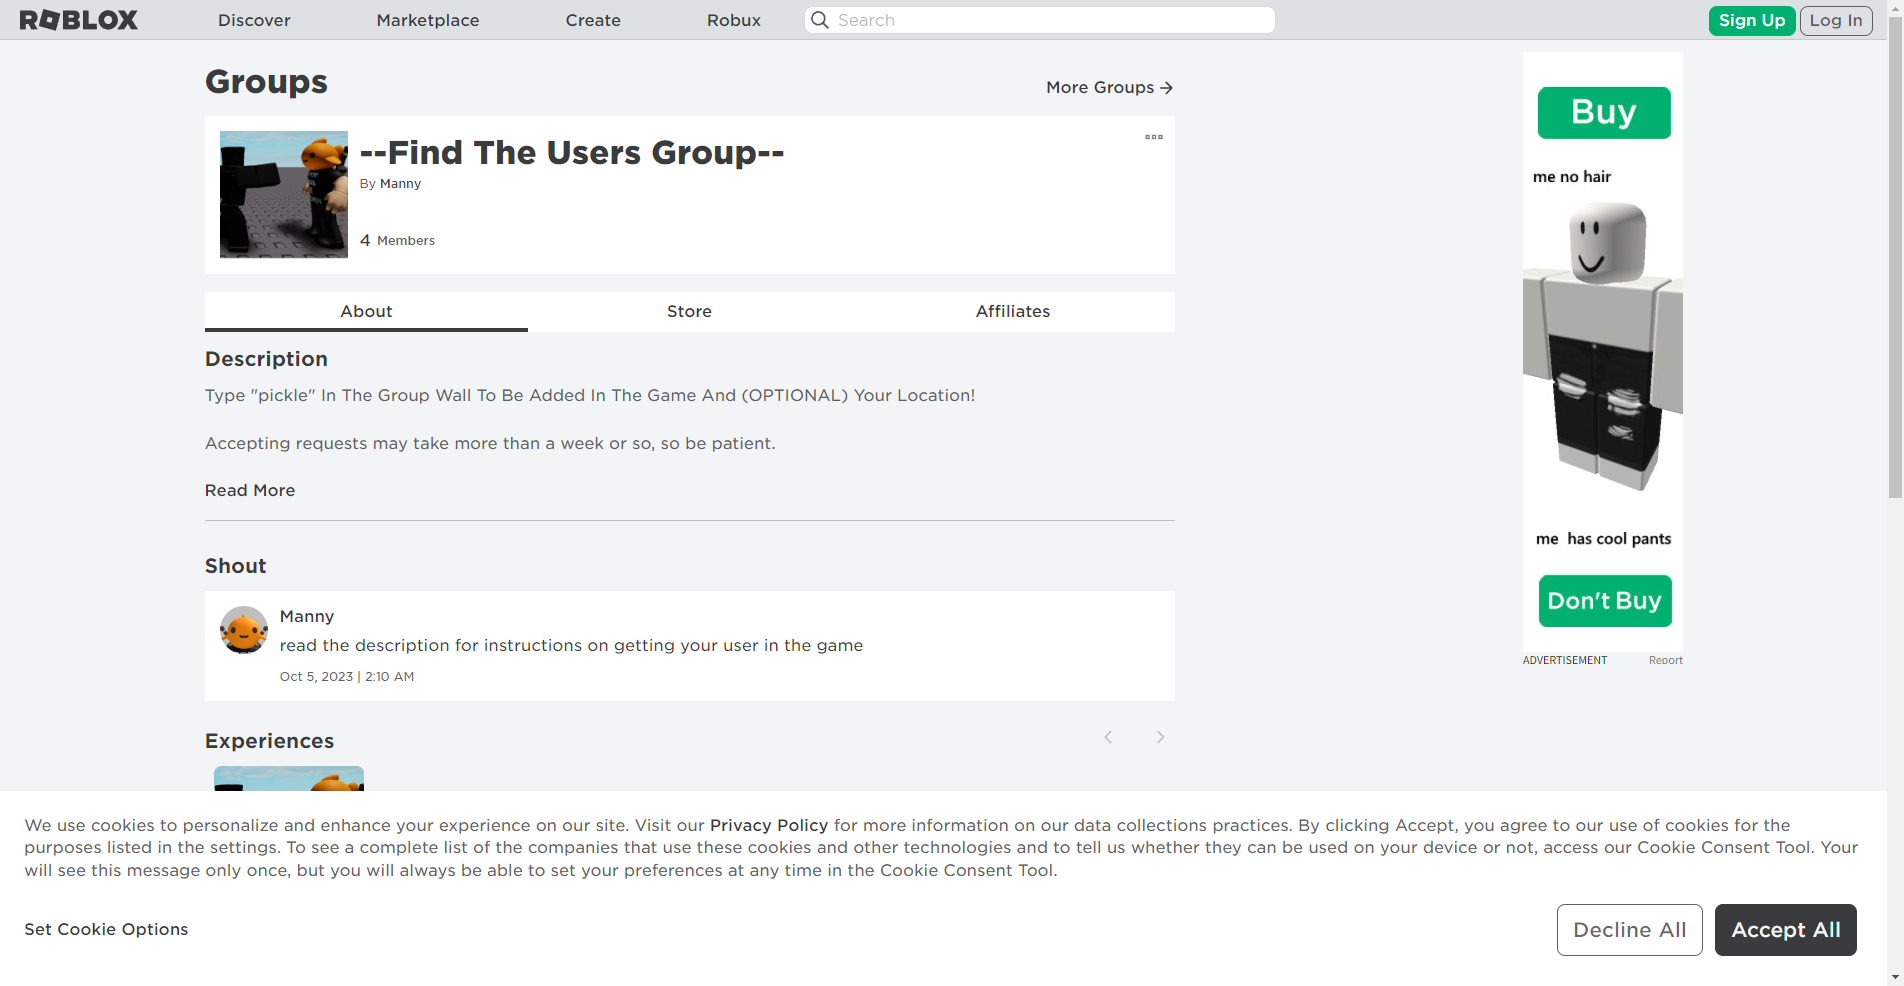 ROBLOX Discover Marketplace Create Robux Search Sign Up Log In
Groups
More Groups
--Find The Users Group--
By Manny
4 Members
About Store Affiliates
Description
Type "pickle" In The Group Wall To Be Added In The Game And (OPTIONAL) Your Location!
Accepting requests may take more than a week or so, so be patient.
Read More
Shout
Manny
read the description for instructions on getting your user in the game
Oct 5, 2023 | 2:10 AM
Experiences
Buy
me no hair
me has cool pants
Don't Buy
ADVERTISEMENT Report
We use cookies to personalize and enhance your experience on our site. Visit our Privacy Policy for more information on our data collections practices. By clicking Accept, you agree to our use of cookies for the
purposes listed in the settings. To see a complete list of the companies that use these cookies and other technologies and to tell us whether they can be used on your device or not, access our Cookie Consent Tool. Your
will see this message only once, but you will always be able to set your preferences at any time in the Cookie Consent Tool.
Set Cookie Options
Decline All Accept All